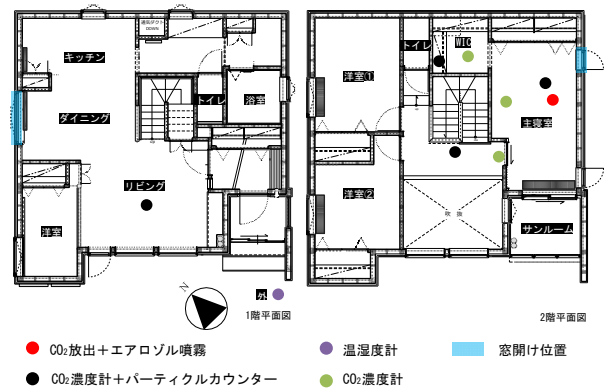 通気ダクト
DOWN
キッチン
トイレ
浴室
ダイニング
リビング
洋室
外
1階平面図
トイレ
WIC
洋室①
主寝室
洋室②
吹抜
サンルーム
2階平面図
N
CO₂放出＋エアロゾル噴霧
温湿度計
窓開け位置
CO₂濃度計＋パーティクルカウンター
CO₂濃度計